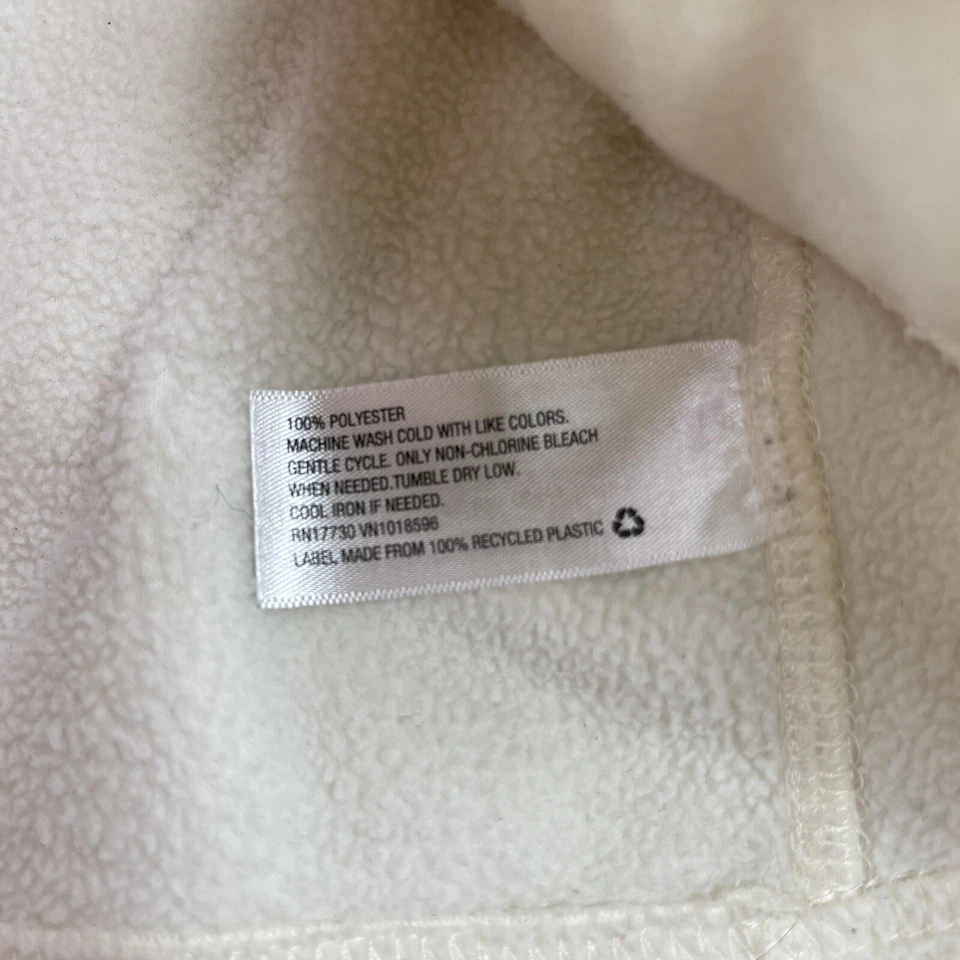 100% POLYESTER
MACHINE WASH COLD WITH LIKE COLORS.
GENTLE CYCLE. ONLY NON-CHLORINE BLEACH
WHEN NEEDED.TUMBLE DRY LOW.
COOL IRON IF NEEDED.
RN17730 VN1018596
LABEL MADE FROM 100% RECYCLED PLASTIC